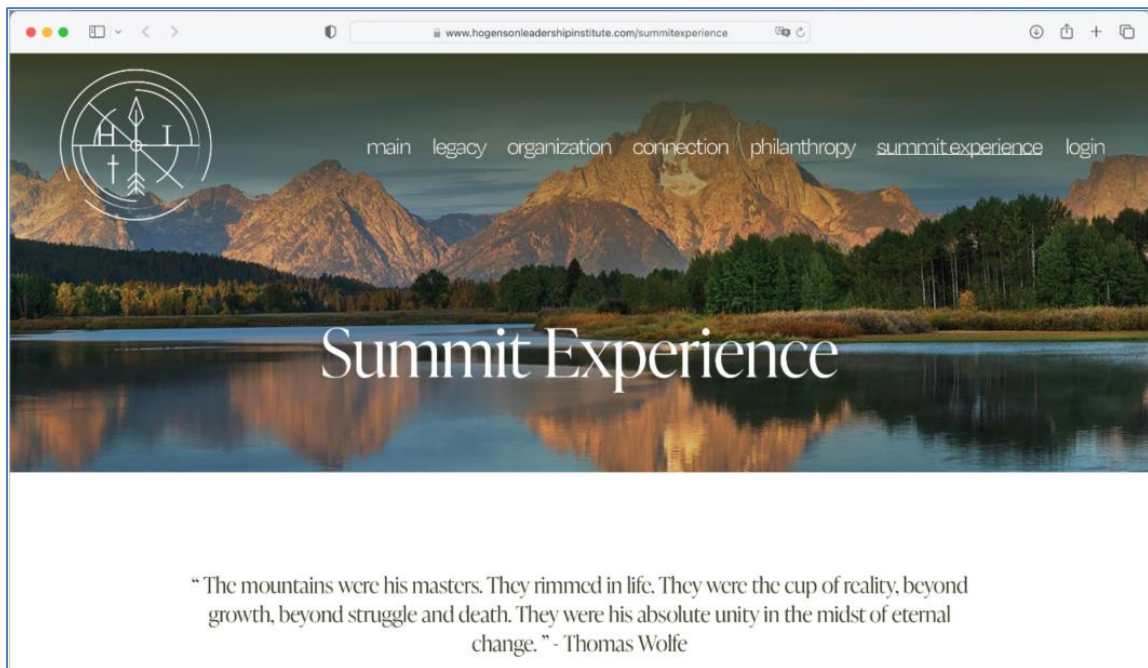 www.hogensonleadershipinstitute.com/summitexperience
H I
main legacy organization connection philanthropy summit experience login
Summit Experience
“ The mountains were his masters. They rimmed in life. They were the cup of reality, beyond
growth, beyond struggle and death. They were his absolute unity in the midst of eternal
change. ” - Thomas Wolfe